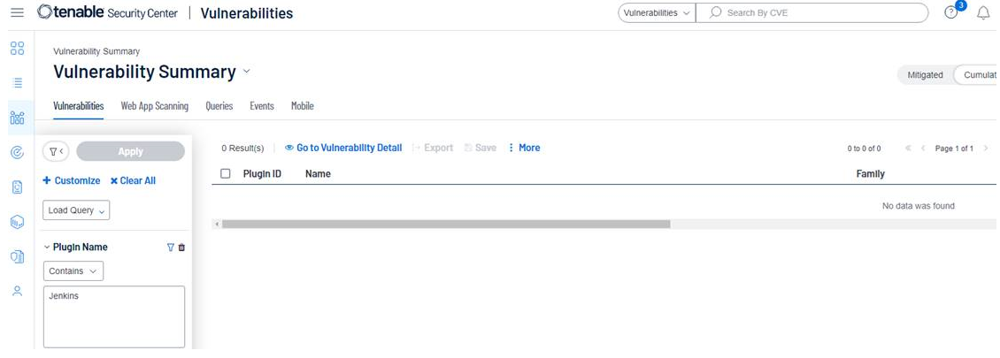 tenable Security Center | Vulnerabilities
Vulnerabilities
Search By CVE
3
Vulnerability Summary
Vulnerability Summary
Mitigated
Cumulat
Vulnerabilities Web App Scanning Queries Events Mobile
Apply
0 Result(s) Go to Vulnerability Detail Export Save More
0 to 0 of 0 Page 1 of 1
Customize Clear All
Plugin ID Name Family
Load Query
No data was found
Plugin Name
Contains
Jenkins